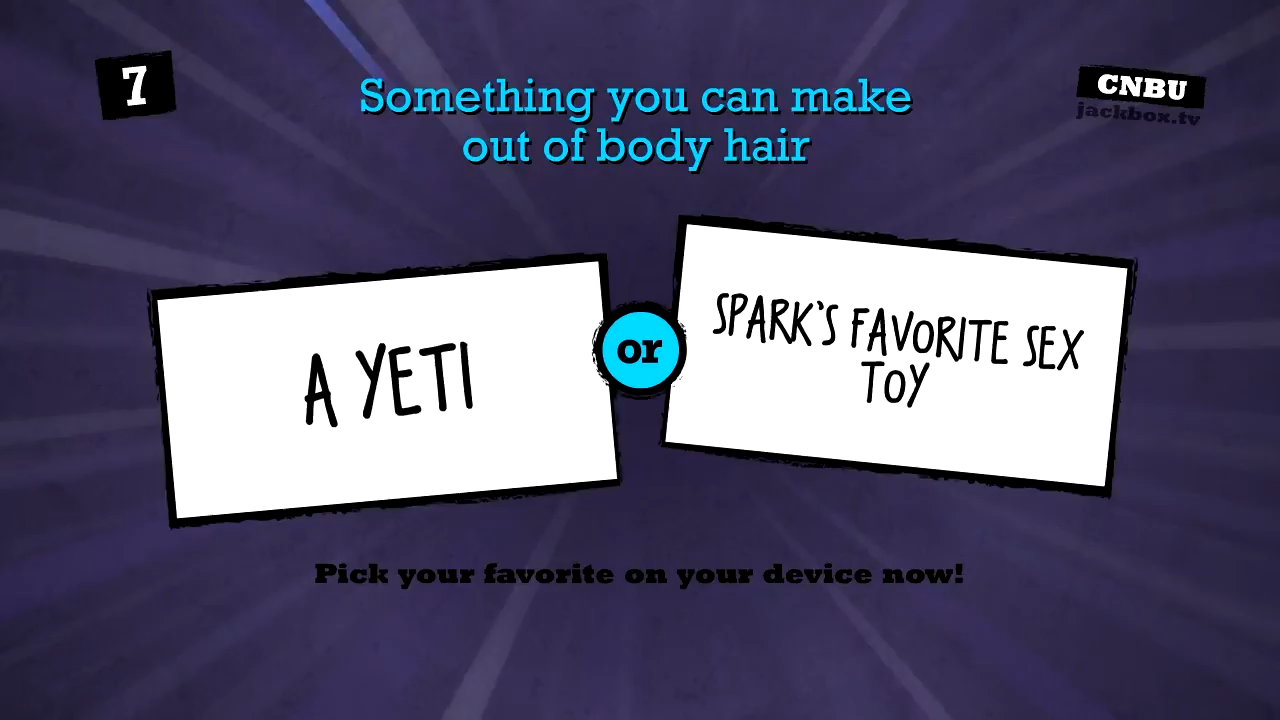 7
Something you can make
out of body hair
CNBU
jackbox.tv
A YETI
or
SPARK'S FAVORITE SEX
TOY
Pick your favorite on your device now!